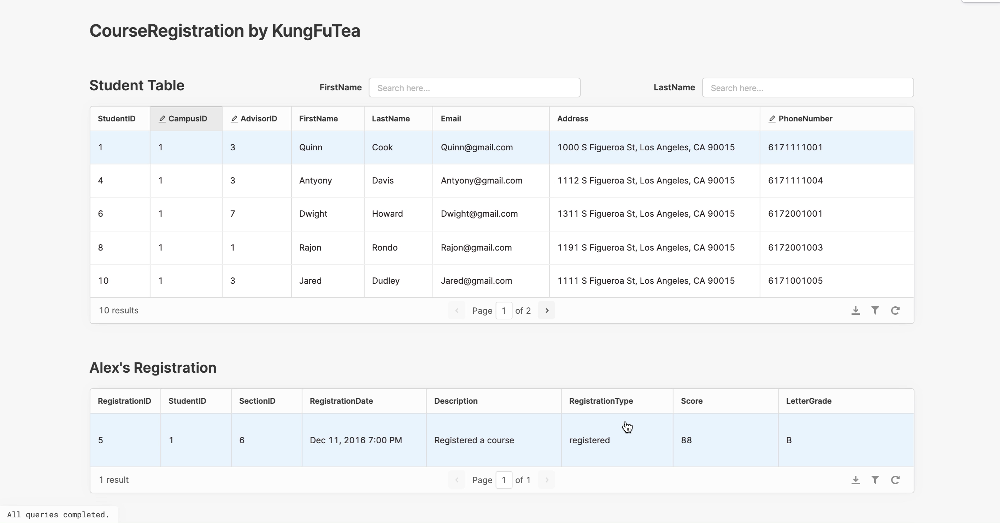 CourseRegistration by KungFuTea
Student Table FirstName Search here... LastName Search here...
StudentID CampusID AdvisorID FirstName LastName Email Address PhoneNumber
1 1 3 Quinn Cook Quinn@gmail.com 1000 S Figueroa St, Los Angeles, CA 90015 6171111001
4 1 3 Antyony Davis Antyony@gmail.com 1112 S Figueroa St, Los Angeles, CA 90015 6171111004
6 1 7 Dwight Howard Dwight@gmail.com 1311 S Figueroa St, Los Angeles, CA 90015 6172001001
8 1 1 Rajon Rondo Rajon@gmail.com 1191 S Figueroa St, Los Angeles, CA 90015 6172001003
10 1 3 Jared Dudley Jared@gmail.com 1111 S Figueroa St, Los Angeles, CA 90015 6171001005
10 results Page 1 of 2
Alex's Registration
RegistrationID StudentID SectionID RegistrationDate Description RegistrationType Score LetterGrade
5 1 6 Dec 11, 2016 7:00 PM Registered a course registered 88 B
1 result Page 1 of 1
All queries completed.